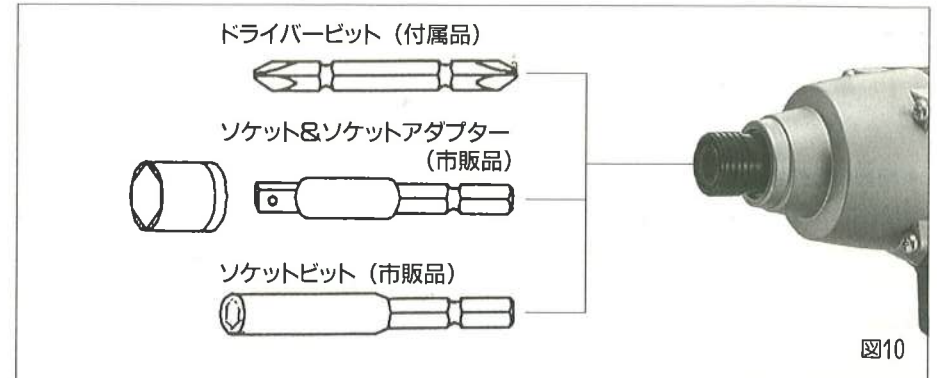 ドライバービット（付属品）
ソケット&ソケットアダプター
（市販品）
ソケットビット（市販品）
図10